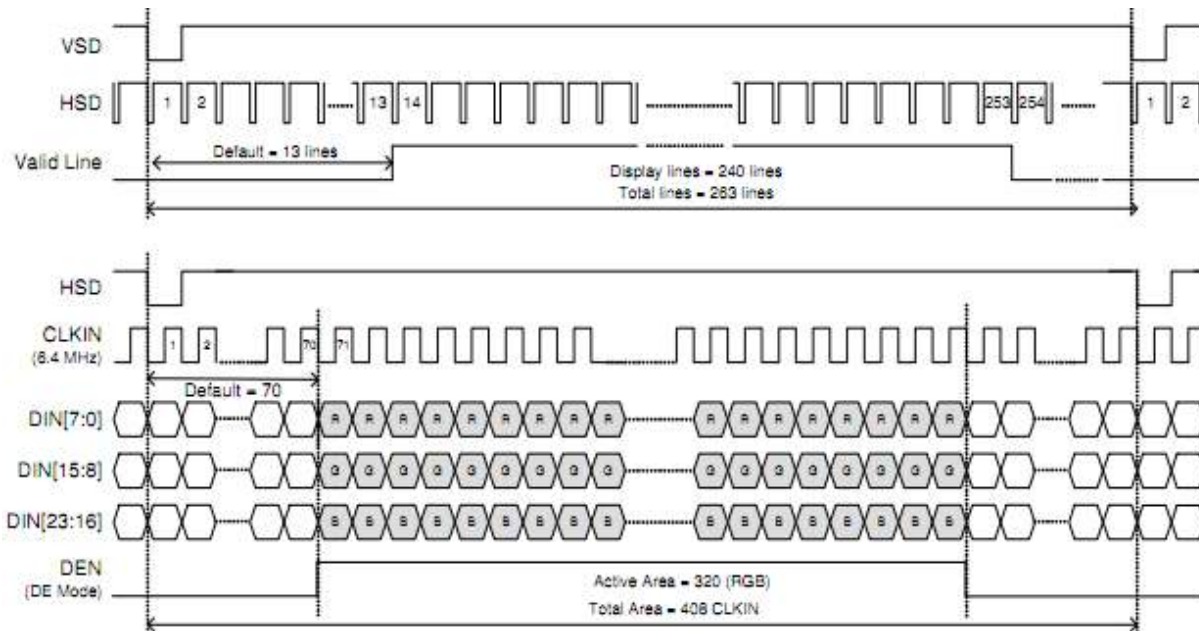 VSD
HSD 1 2 13 14 253 254 1 2
Default = 13 lines
Valid Line
Display lines = 240 lines
Total lines = 263 lines
HSD
CLKIN 1 2 70 71
(6.4 MHz)
Default = 70
DIN[7:0] R R R R R R R R R R R R R R R R R
DIN[15:8] G G G G G G G G G G G G G G G G G
DIN[23:16] B B B B B B B B B B B B B B B B B
DEN
(DE Mode)
Active Area = 320 (RGB)
Total Area = 408 CLKIN